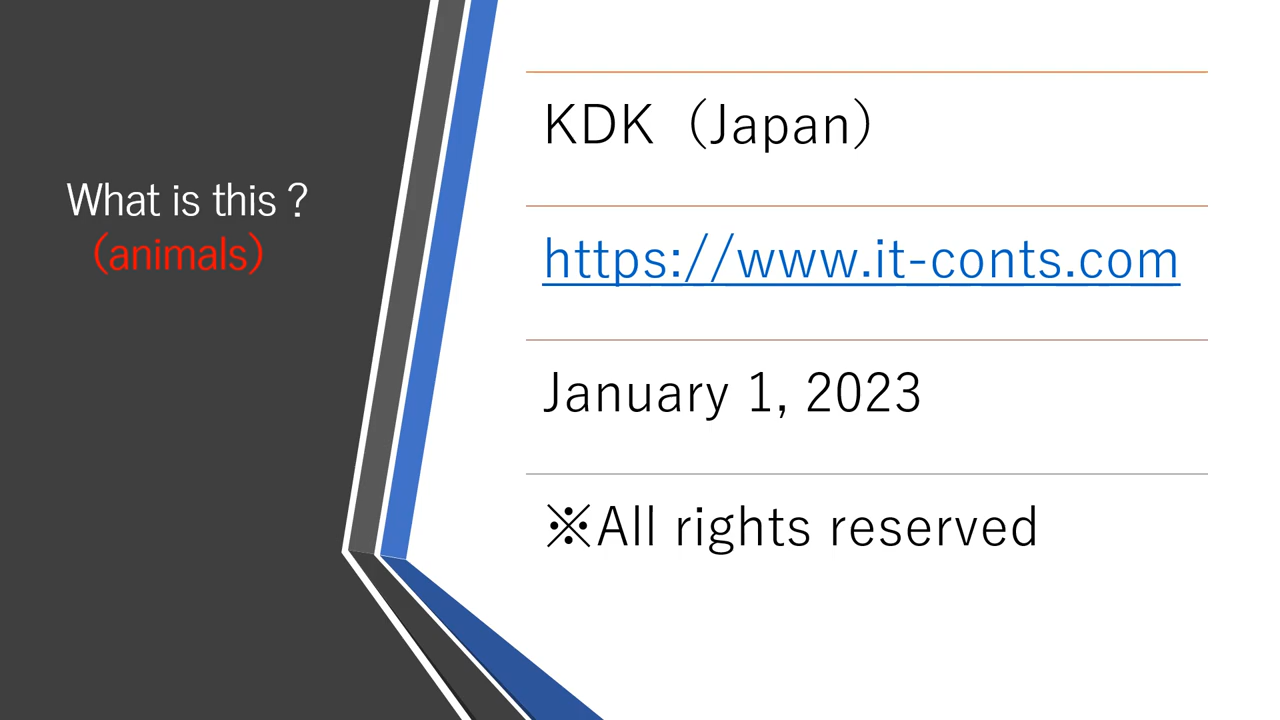 What is this？
（animals）
KDK（Japan）
https://www.it-conts.com
January 1, 2023
※All rights reserved